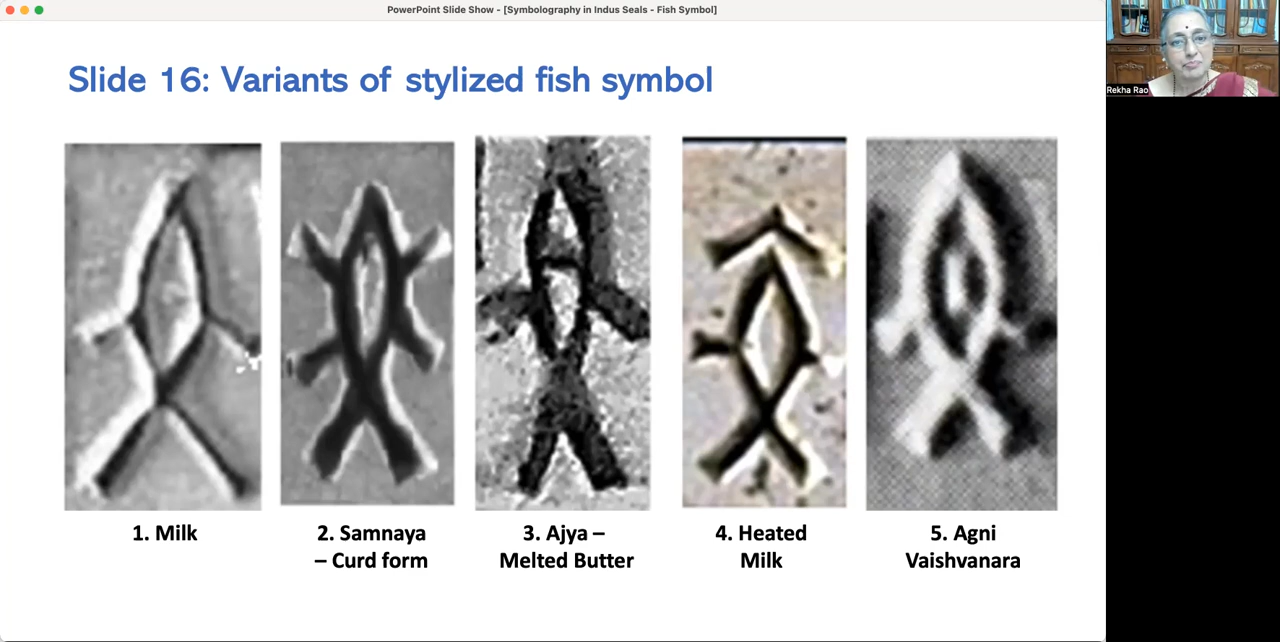 PowerPoint Slide Show - [Symbolography in Indus Seals - Fish Symbol]
Rekha Rao
Slide 16: Variants of stylized fish symbol
1. Milk
2. Samnaya
– Curd form
3. Ajya –
Melted Butter
4. Heated
Milk
5. Agni
Vaishvanara